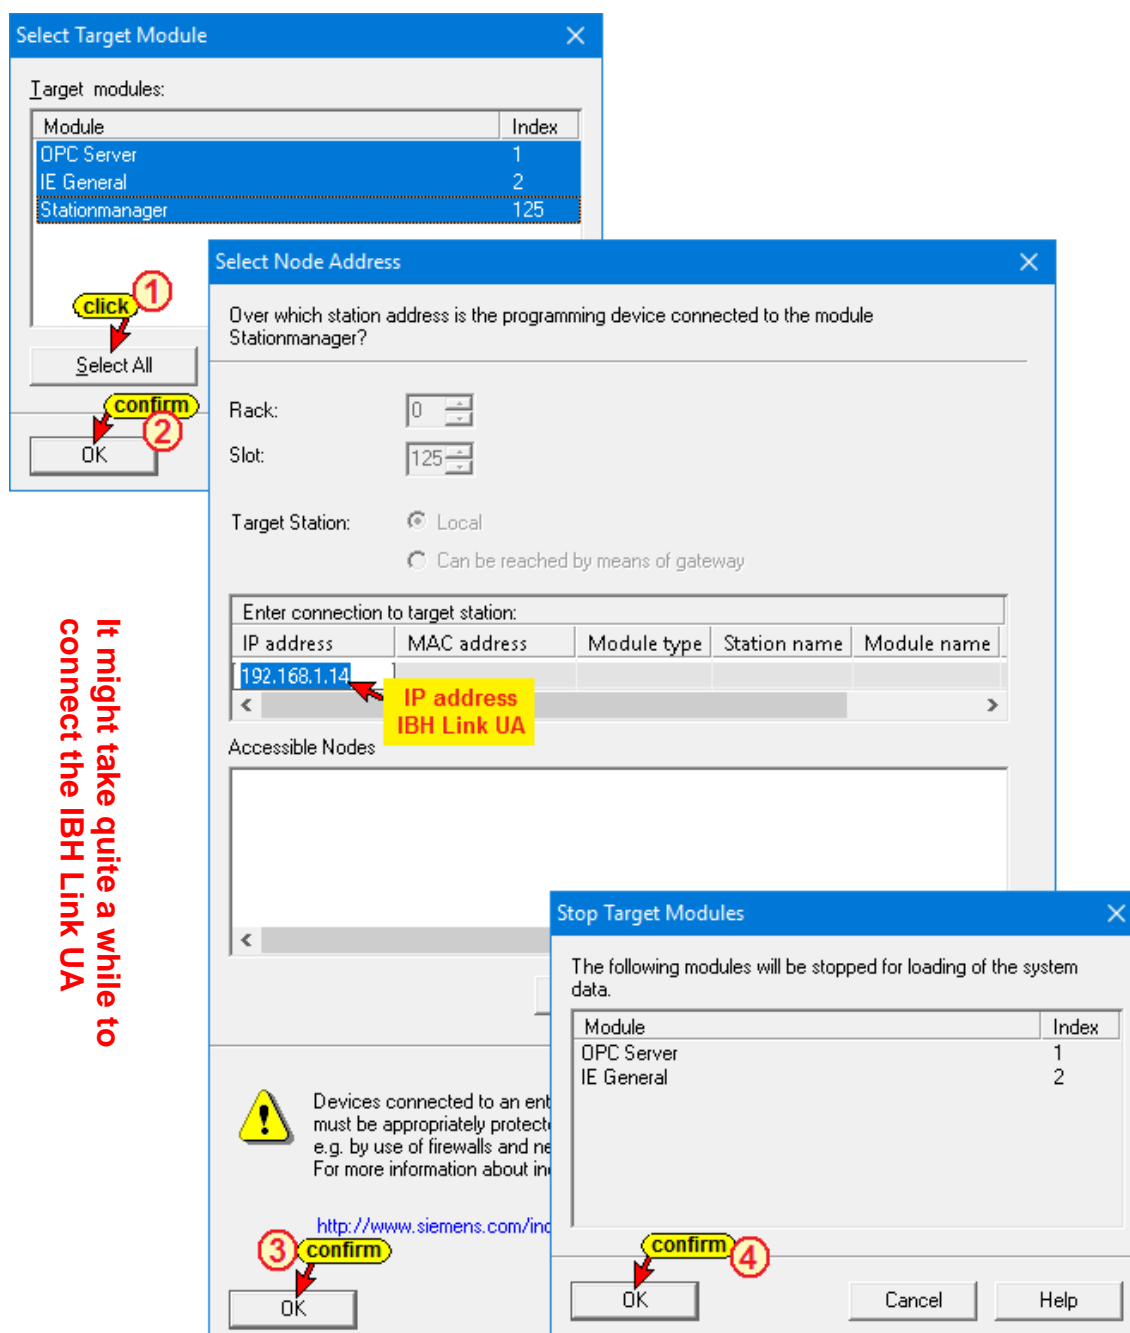 Select Target Module
Target modules:
Module Index
OPC Server 1
IE General 2
Stationmanager 125
click 1
Select All
confirm
2
OK
Select Node Address
Over which station address is the programming device connected to the module
Stationmanager?
Rack: 0
Slot: 125
Target Station: Local
Can be reached by means of gateway
Enter connection to target station:
IP address MAC address Module type Station name Module name
192.168.1.14
IP address
IBH Link UA
Accessible Nodes
It might take quite a while to
connect the IBH Link UA
Devices connected to an
must be appropriately
e.g. by use of firewalls and
For more information about
http://www.siemens.com/
3 confirm
OK
Stop Target Modules
The following modules will be stopped for loading of the system
data.
Module Index
OPC Server 1
IE General 2
confirm 4
OK Cancel Help